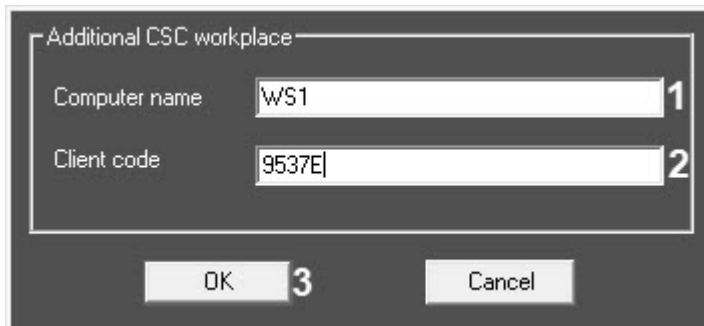 Additional CSC workplace
Computer name WS1 1
Client code 9537E 2
OK 3 Cancel